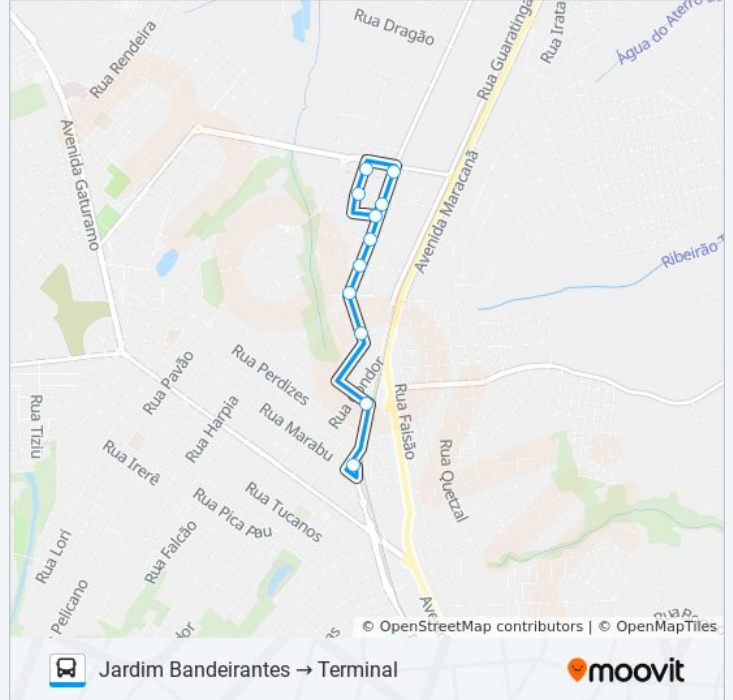 Rua Dragão
Rua Guaratinga
Rua Irata
Água do Aterro
Rua Rendeira
Avenida Gaturamo
Avenida Maracanã
Ribeirão-T
Rua Pavão
Rua Perdizes
Rua Condor
Rua Faisão
Rua Tiziu
Rua Harpia
Rua Marabu
Rua Quetzal
Rua Irerê
Rua Tucanos
Rua Pica Pau
Rua Falcão
Rua Lori
Pelicano
Ave
© OpenStreetMap contributors | © OpenMapTiles
Jardim Bandeirantes → Terminal
moovit